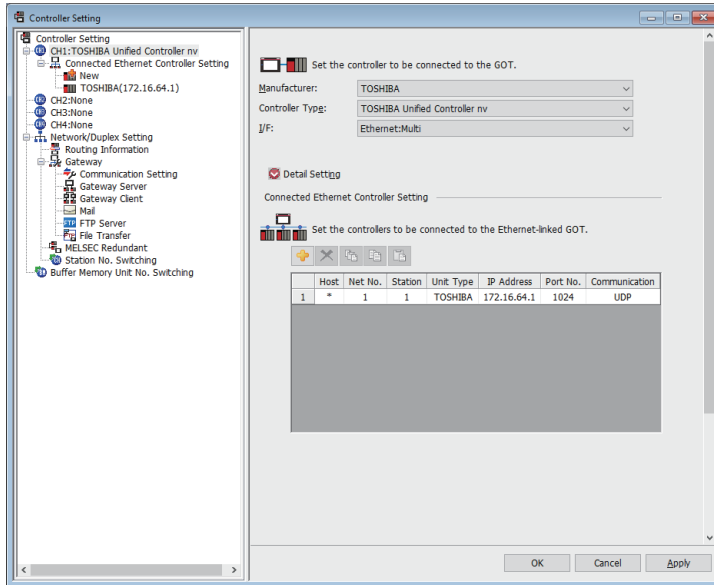 Controller Setting
Controller Setting
CH1:TOSHIBA Unified Controller nv
Connected Ethernet Controller Setting
New
TOSHIBA(172.16.64.1)
CH2:None
CH3:None
CH4:None
Network/Duplex Setting
Routing Information
Gateway
Communication Setting
Gateway Server
Gateway Client
Mail
FTP Server
File Transfer
MELSEC Redundant
Station No. Switching
Buffer Memory Unit No. Switching
Set the controller to be connected to the GOT.
Manufacturer: TOSHIBA
Controller Type: TOSHIBA Unified Controller nv
I/F: Ethernet:Multi
Detail Setting
Connected Ethernet Controller Setting
Set the controllers to be connected to the Ethernet-linked GOT.
Host Net No. Station Unit Type IP Address Port No. Communication
1 * 1 1 TOSHIBA 172.16.64.1 1024 UDP
OK Cancel Apply